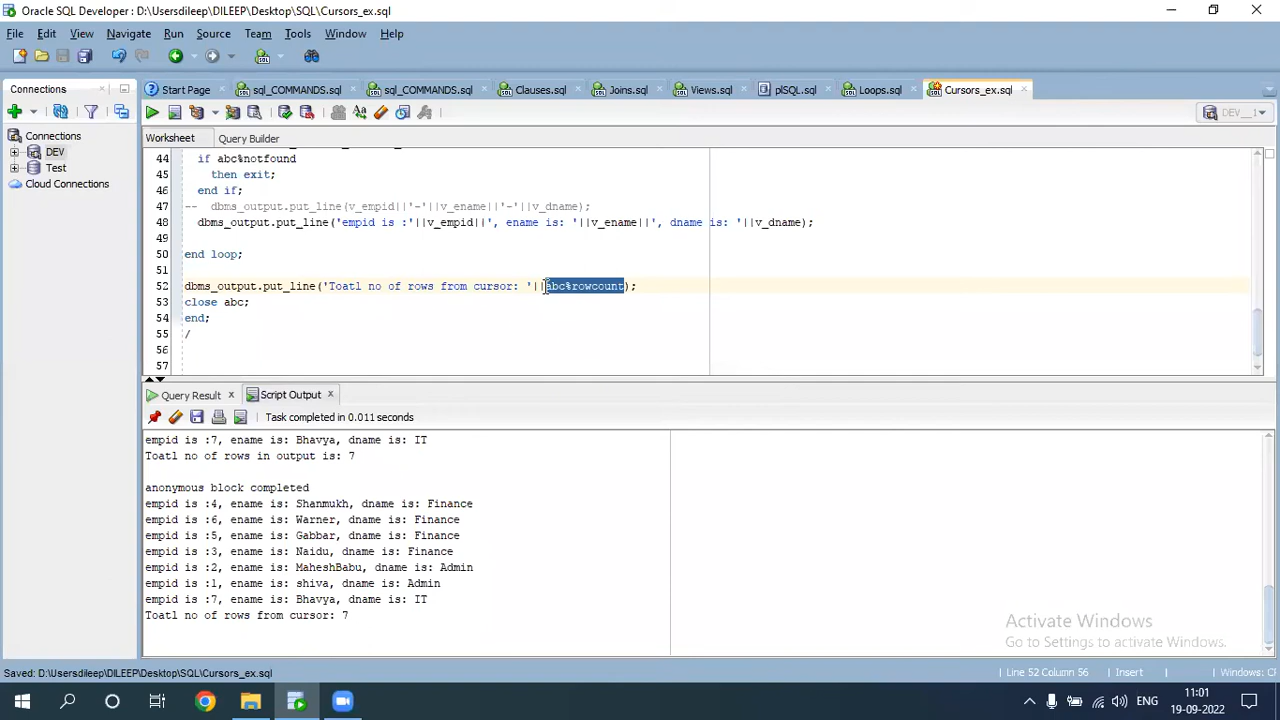 Oracle SQL Developer : D:\Usersdileep\DILEEP\Desktop\SQL\Cursors_ex.sql
File Edit View Navigate Run Source Team Tools Window Help
Connections
Start Page sql_COMMANDS.sql sql_COMMANDS.sql Clauses.sql Joins.sql Views.sql plSQL.sql Loops.sql Cursors_ex.sql
DEV__1
Connections
DEV
Test
Cloud Connections
Worksheet Query Builder
44 if abc%notfound
45 then exit;
46 end if;
47 -- dbms_output.put_line(v_empid||'-'||v_ename||'-'||v_dname);
48 dbms_output.put_line('empid is :'||v_empid||', ename is: '||v_ename||', dname is: '||v_dname);
49
50 end loop;
51
52 dbms_output.put_line('Toatl no of rows from cursor: '||abc%rowcount);
53 close abc;
54 end;
55 /
56
57
Query Result Script Output
Task completed in 0.011 seconds
empid is :7, ename is: Bhavya, dname is: IT
Toatl no of rows in output is: 7
anonymous block completed
empid is :4, ename is: Shanmukh, dname is: Finance
empid is :6, ename is: Warner, dname is: Finance
empid is :5, ename is: Gabbar, dname is: Finance
empid is :3, ename is: Naidu, dname is: Finance
empid is :2, ename is: MaheshBabu, dname is: Admin
empid is :1, ename is: shiva, dname is: Admin
empid is :7, ename is: Bhavya, dname is: IT
Toatl no of rows from cursor: 7
Activate Windows
Go to Settings to activate Windows.
Saved: D:\Usersdileep\DILEEP\Desktop\SQL\Cursors_ex.sql
Line 52 Column 56 Insert Windows:
ENG
11:01
19-09-2022